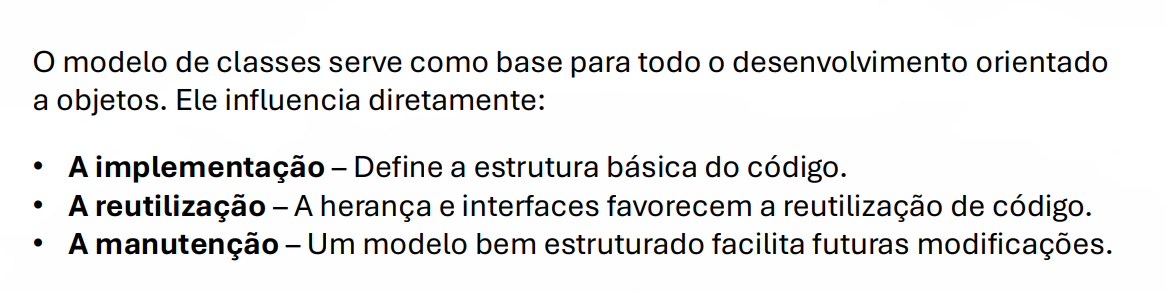 O modelo de classes serve como base para todo o desenvolvimento orientado
a objetos. Ele influencia diretamente:
• A implementação – Define a estrutura básica do código.
• A reutilização – A herança e interfaces favorecem a reutilização de código.
• A manutenção – Um modelo bem estruturado facilita futuras modificações.